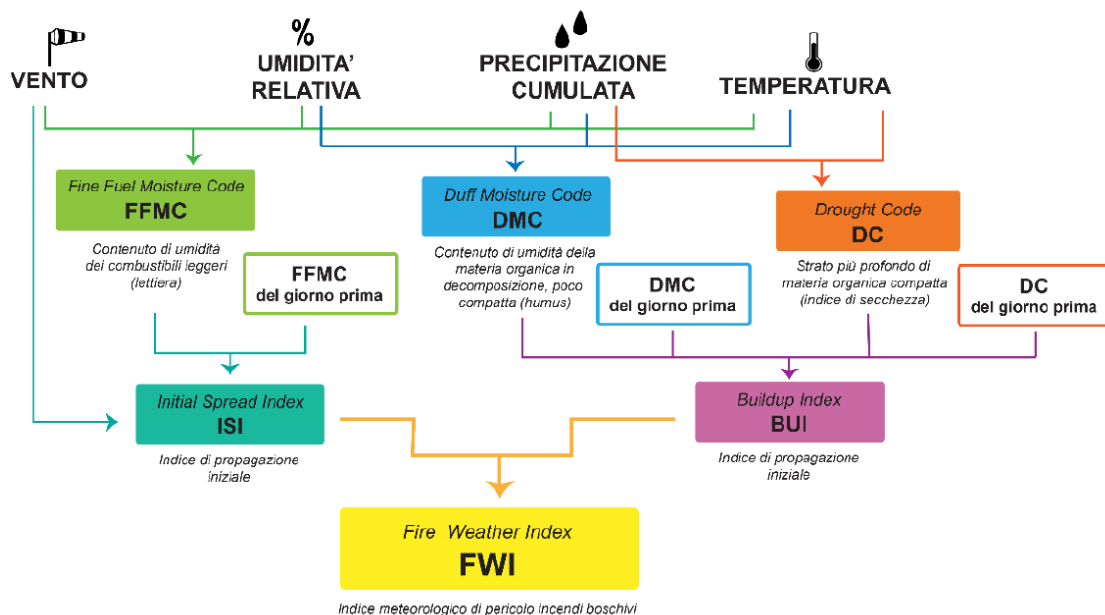 %
VENTO
UMIDITA’
RELATIVA
PRECIPITAZIONE
CUMULATA
TEMPERATURA
Fine Fuel Moisture Code
FFMC
Contenuto di umidità
dei combustibili leggeri
(lettiera)
FFMC
del giorno prima
Duff Moisture Code
DMC
Contenuto di umidità della
materia organica in
decomposizione, poco
compatta (humus)
DMC
del giorno prima
Drought Code
DC
Strato più profondo di
materia organica compatta
(indice di secchezza)
DC
del giorno prima
Initial Spread Index
ISI
Indice di propagazione
iniziale
Buildup Index
BUI
Indice di propagazione
iniziale
Fire Weather Index
FWI
Indice meteorologico di pericolo incendi boschivi